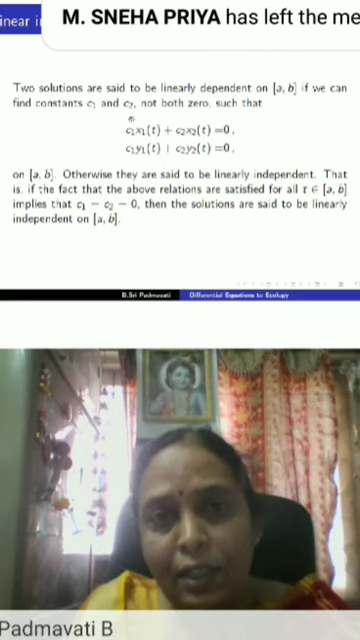 inear i
M. SNEHA PRIYA has left the me
Two solutions are said to be linearly dependent on [a, b] if we can
find constants c₁ and c₂, not both zero, such that
c₁x₁(t) + c₂x₂(t) =0,
c₁y₁(t) + c₂y₂(t) =0,
on [a, b]. Otherwise they are said to be linearly independent. That
is, if the fact that the above relations are satisfied for all t ∈ [a, b]
implies that c₁ = c₂ = 0, then the solutions are said to be linearly
independent on [a, b].
B.Sri Padmavati Differential Equations to Ecology
Padmavati B